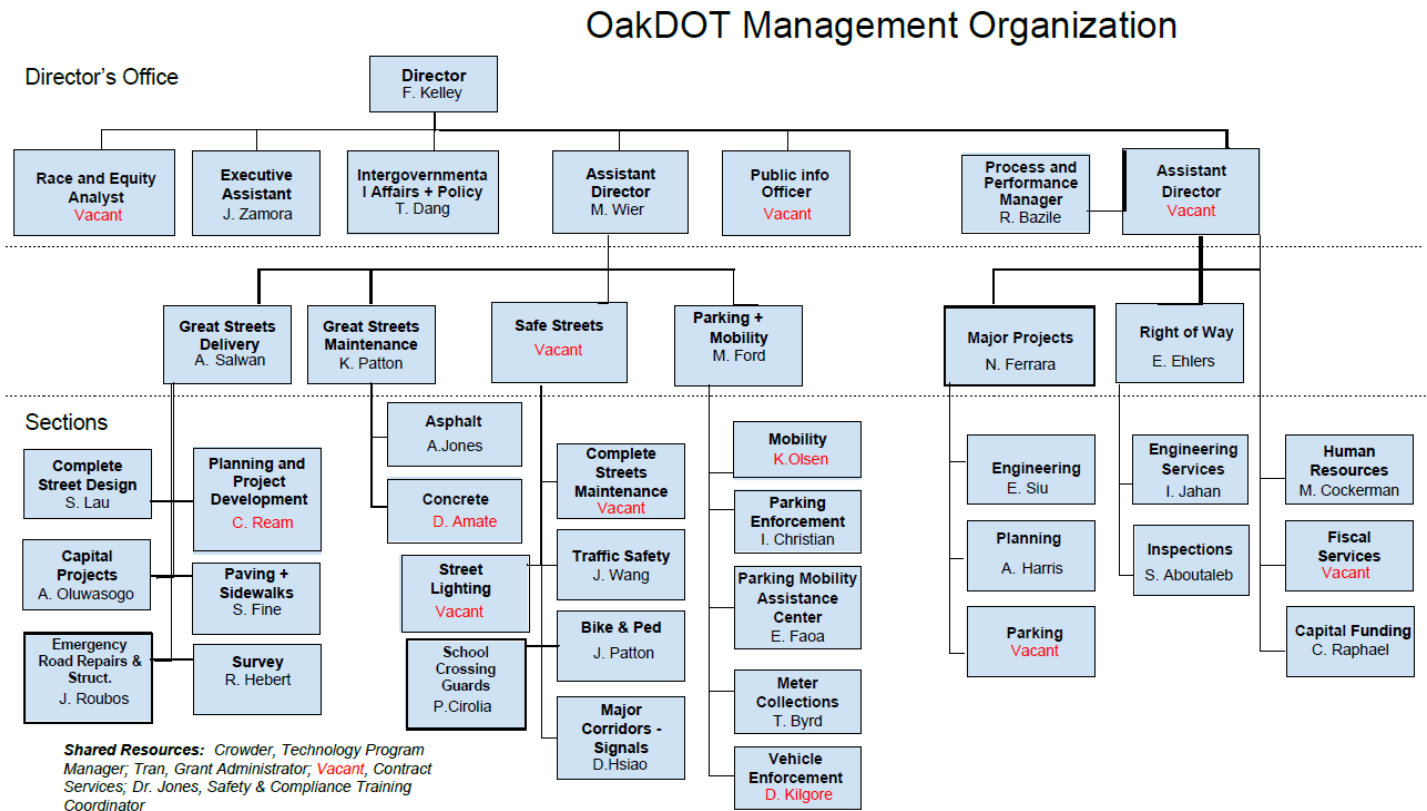 OakDOT Management Organization
Director's Office
Director
F. Kelley
Race and Equity
Analyst
Vacant
Executive
Assistant
J. Zamora
Intergovernmenta
l Affairs + Policy
T. Dang
Assistant
Director
M. Wier
Public info
Officer
Vacant
Process and
Performance
Manager
R. Bazile
Assistant
Director
Vacant
Great Streets
Delivery
A. Salwan
Great Streets
Maintenance
K. Patton
Safe Streets
Vacant
Parking +
Mobility
M. Ford
Major Projects
N. Ferrara
Right of Way
E. Ehlers
Sections
Complete
Street Design
S. Lau
Planning and
Project
Development
C. Ream
Capital
Projects
A. Oluwasogo
Paving +
Sidewalks
S. Fine
Emergency
Road Repairs &
Struct.
J. Roubos
Survey
R. Hebert
Asphalt
A.Jones
Concrete
D. Amate
Street
Lighting
Vacant
School
Crossing
Guards
P.Cirolia
Complete
Streets
Maintenance
Vacant
Traffic Safety
J. Wang
Bike & Ped
J. Patton
Major
Corridors -
Signals
D.Hsiao
Mobility
K.Olsen
Parking
Enforcement
I. Christian
Parking Mobility
Assistance
Center
E. Faoa
Meter
Collections
T. Byrd
Vehicle
Enforcement
D. Kilgore
Engineering
E. Siu
Planning
A. Harris
Parking
Vacant
Engineering
Services
I. Jahan
Inspections
S. Aboutaleb
Human
Resources
M. Cockerman
Fiscal
Services
Vacant
Capital Funding
C. Raphael
Shared Resources: Crowder, Technology Program
Manager; Tran, Grant Administrator; Vacant, Contract
Services; Dr. Jones, Safety & Compliance Training
Coordinator